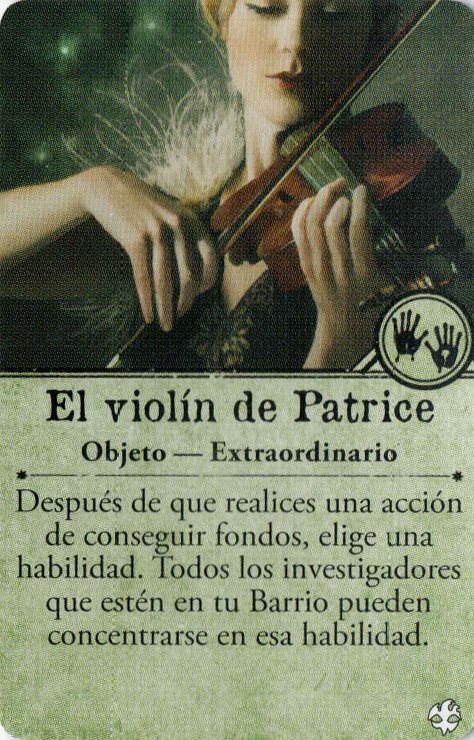 El violín de Patrice
Objeto — Extraordinario
Después de que realices una acción
de conseguir fondos, elige una
habilidad. Todos los investigadores
que estén en tu Barrio pueden
concentrarse en esa habilidad.